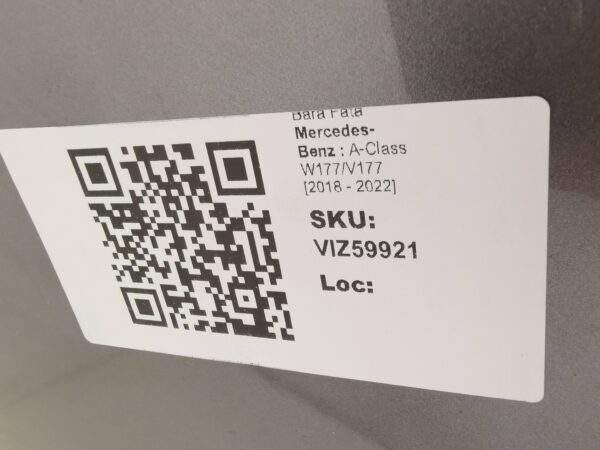 Bara Fata
Mercedes-
Benz : A-Class
W177/V177
[2018 - 2022]
SKU:
VIZ59921
Loc: